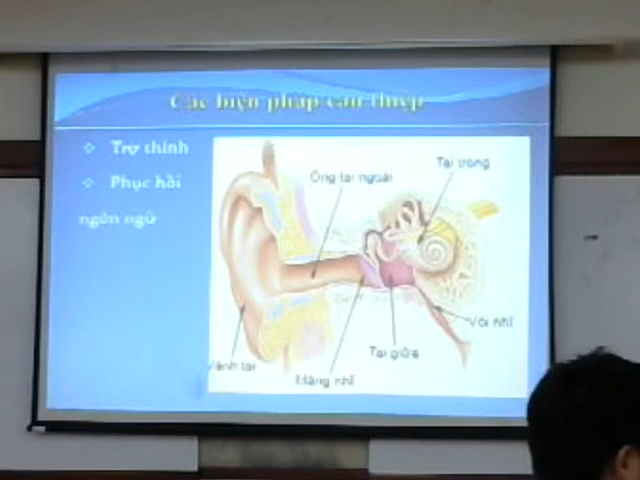 Các biện pháp can thiệp
❖ Trợ thính
❖ Phục hồi
ngôn ngữ
Ống tai ngoài
Tai trong
Vòi nhĩ
Tai giữa
Vành tai
Màng nhĩ